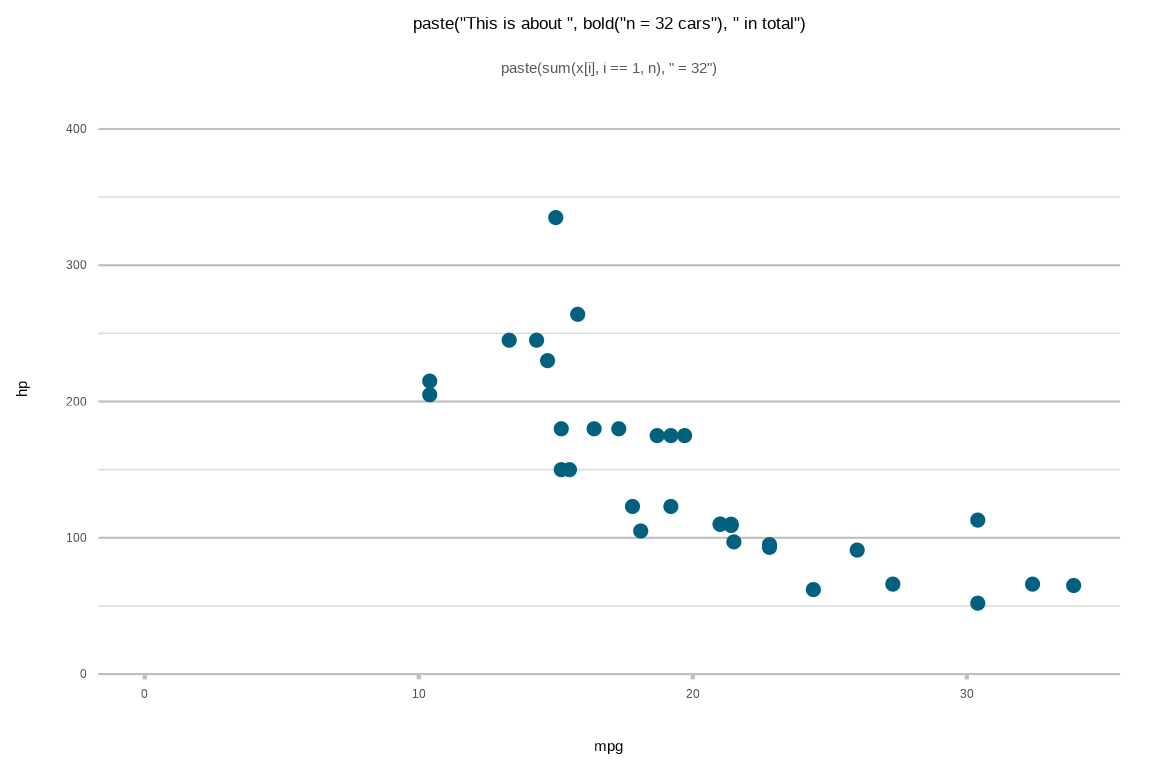 paste("This is about ", bold("n = 32 cars"), " in total")
paste(sum(x[i], i == 1, n), " = 32")
400
300
200
100
0
hp
0 10 20 30
mpg